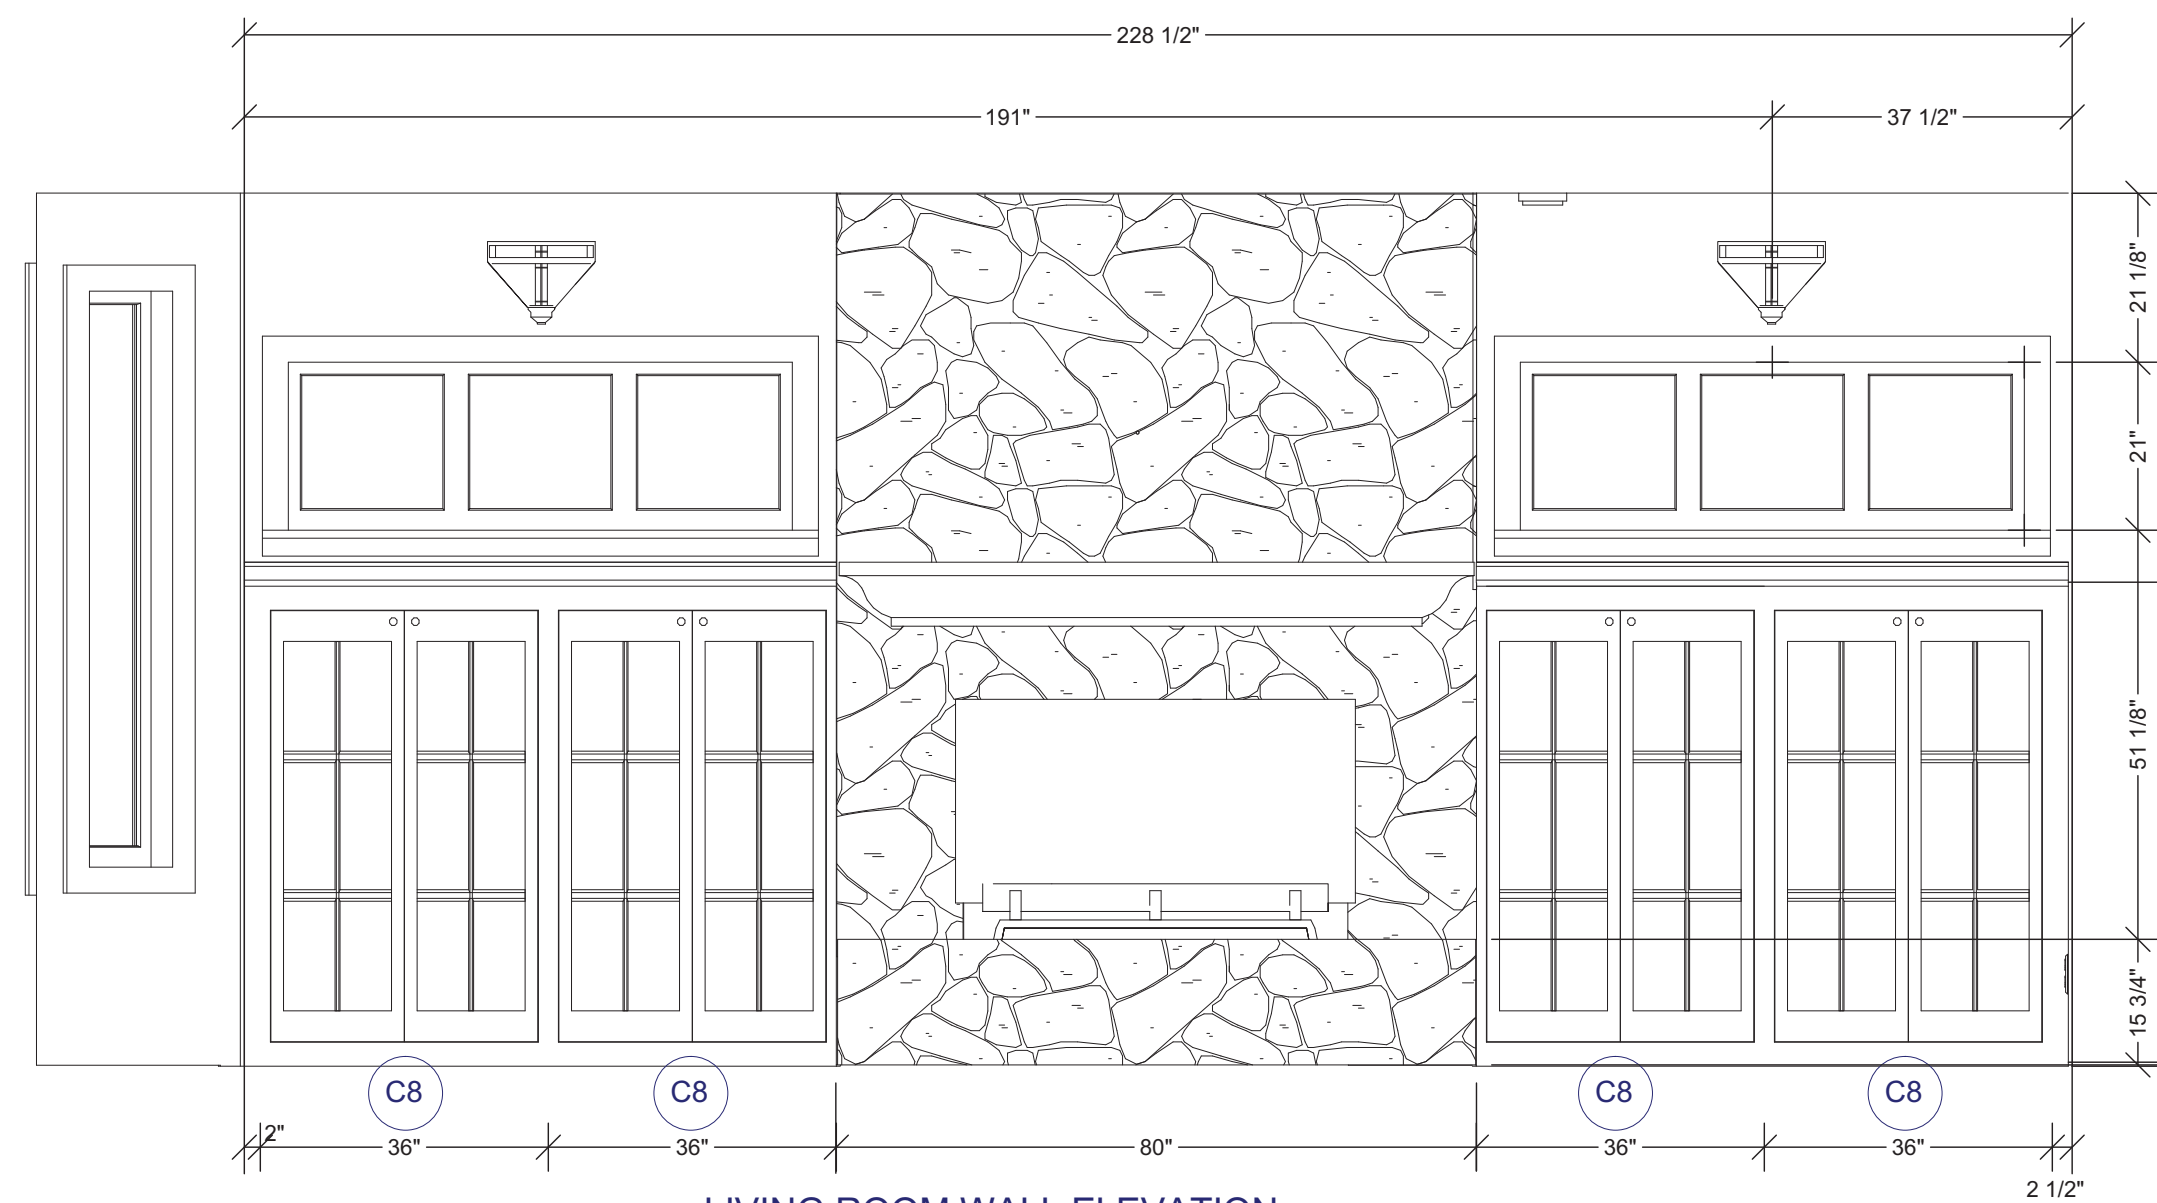 228 1/2"
191"
37 1/2"
21 1/8"
21"
51 1/8"
15 3/4"
C8
C8
C8
C8
2"
36"
36"
80"
36"
36"
2 1/2"
LIVING ROOM WALL ELEVATION